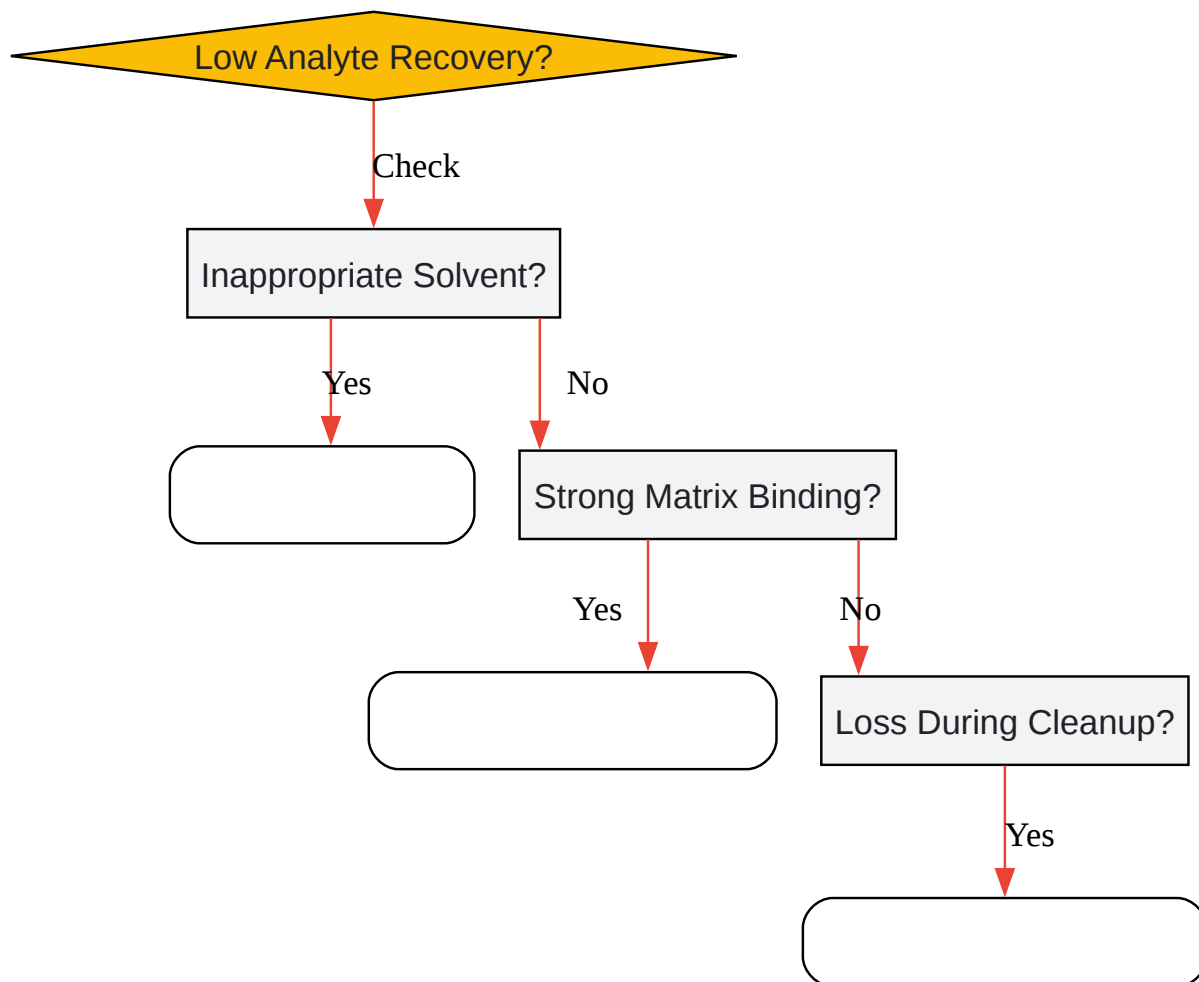 Low Analyte Recovery?
Check
Inappropriate Solvent?
Yes
No
Strong Matrix Binding?
Yes
No
Loss During Cleanup?
Yes